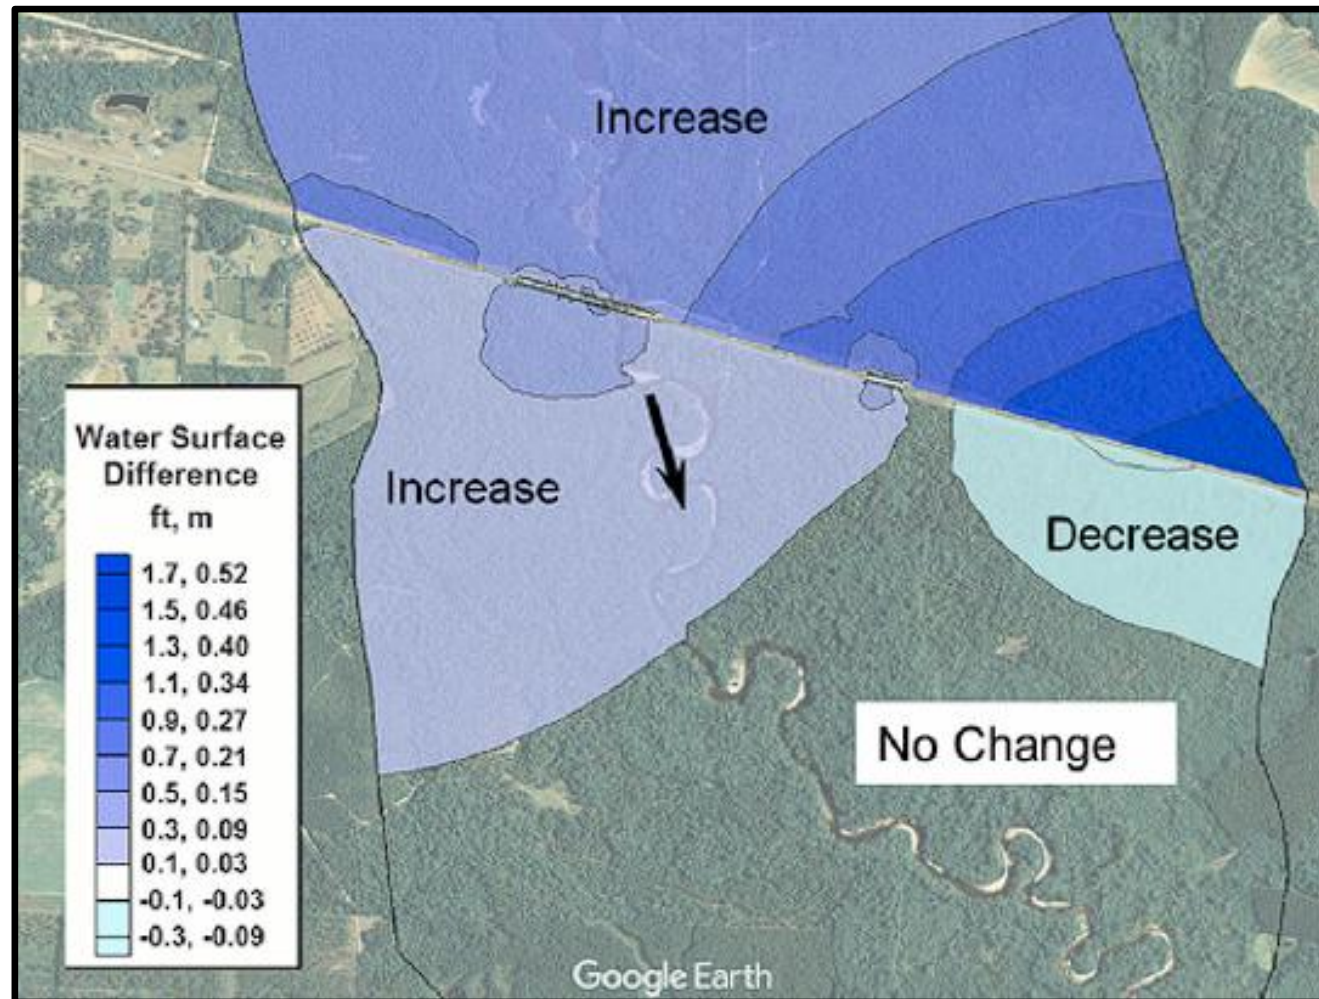 Increase
Increase
Decrease
No Change
Water Surface
Difference
ft, m
1.7, 0.52
1.5, 0.46
1.3, 0.40
1.1, 0.34
0.9, 0.27
0.7, 0.21
0.5, 0.15
0.3, 0.09
0.1, 0.03
-0.1, -0.03
-0.3, -0.09
Google Earth